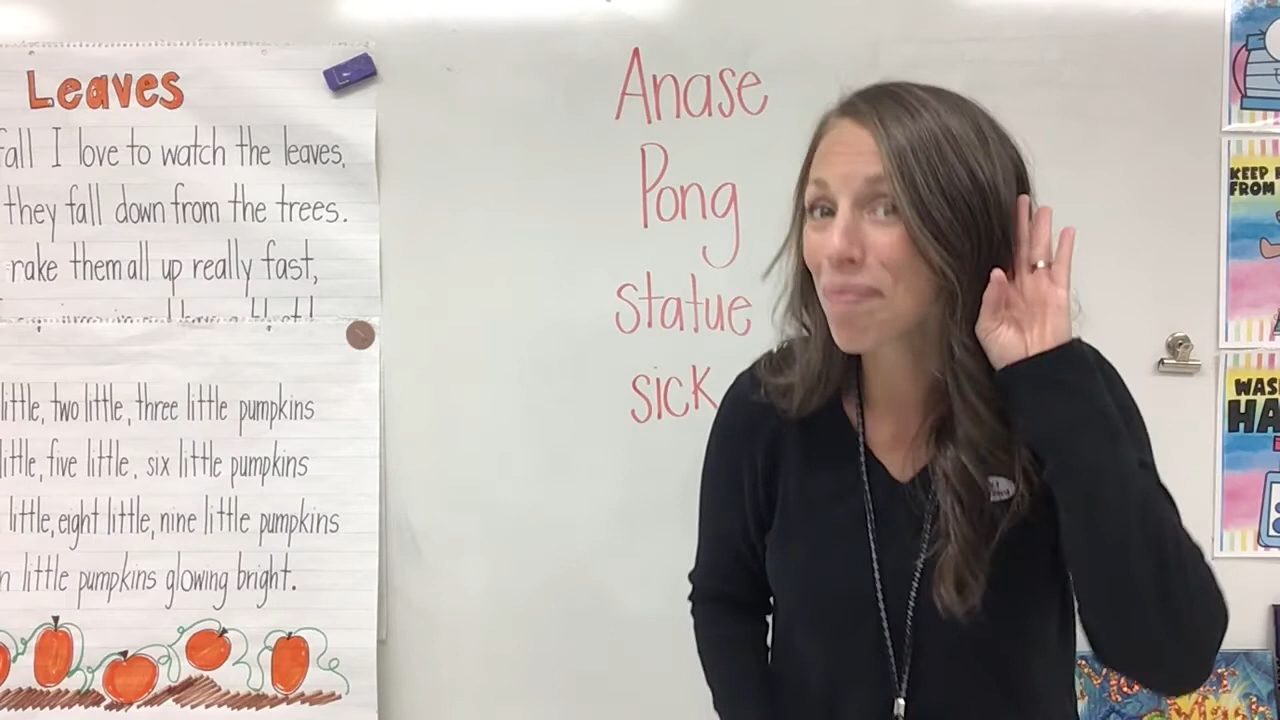 Leaves
fall I love to watch the leaves,
they fall down from the trees.
rake them all up really fast,
little, two little, three little pumpkins
little, five little, six little pumpkins
little, eight little, nine little pumpkins
little pumpkins glowing bright.
Anase
Pong
statue
sick
KEEP
FROM
WAS
HA